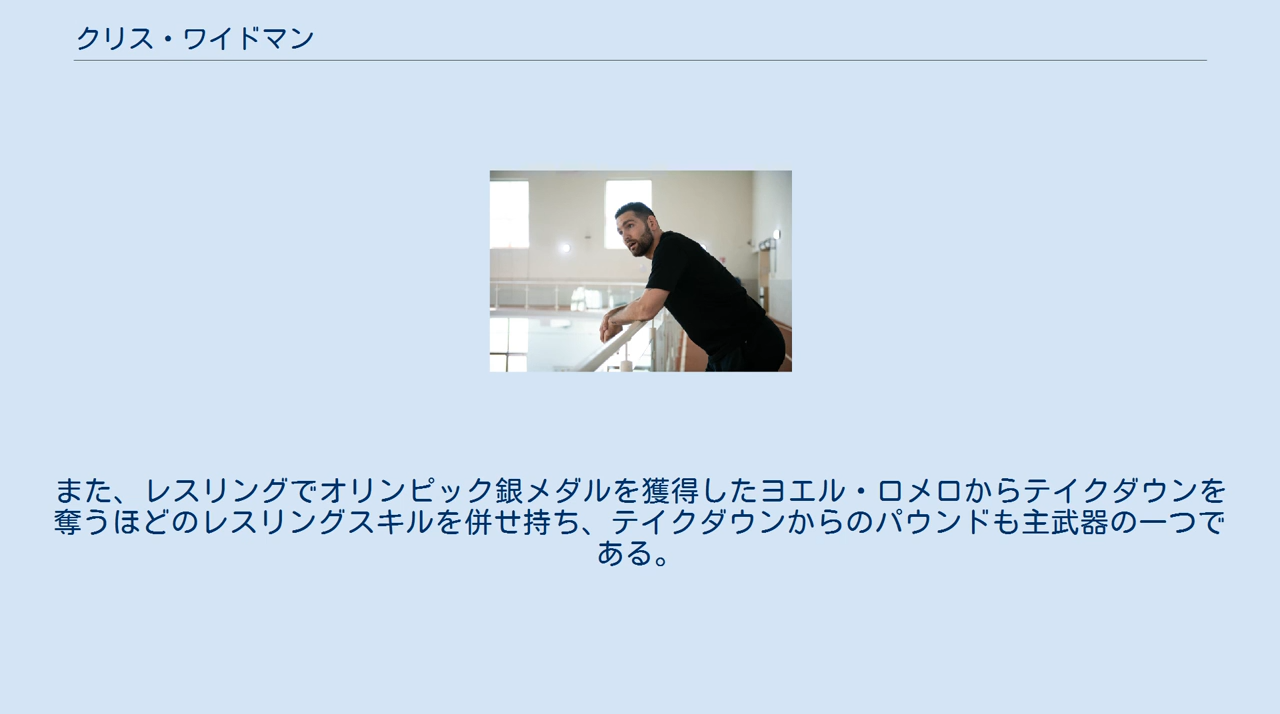 クリス・ワイドマン
また、レスリングでオリンピック銀メダルを獲得したヨエル・ロメロからテイクダウンを
奪うほどのレスリングスキルを併せ持ち、テイクダウンからのパウンドも主武器の一つで
ある。